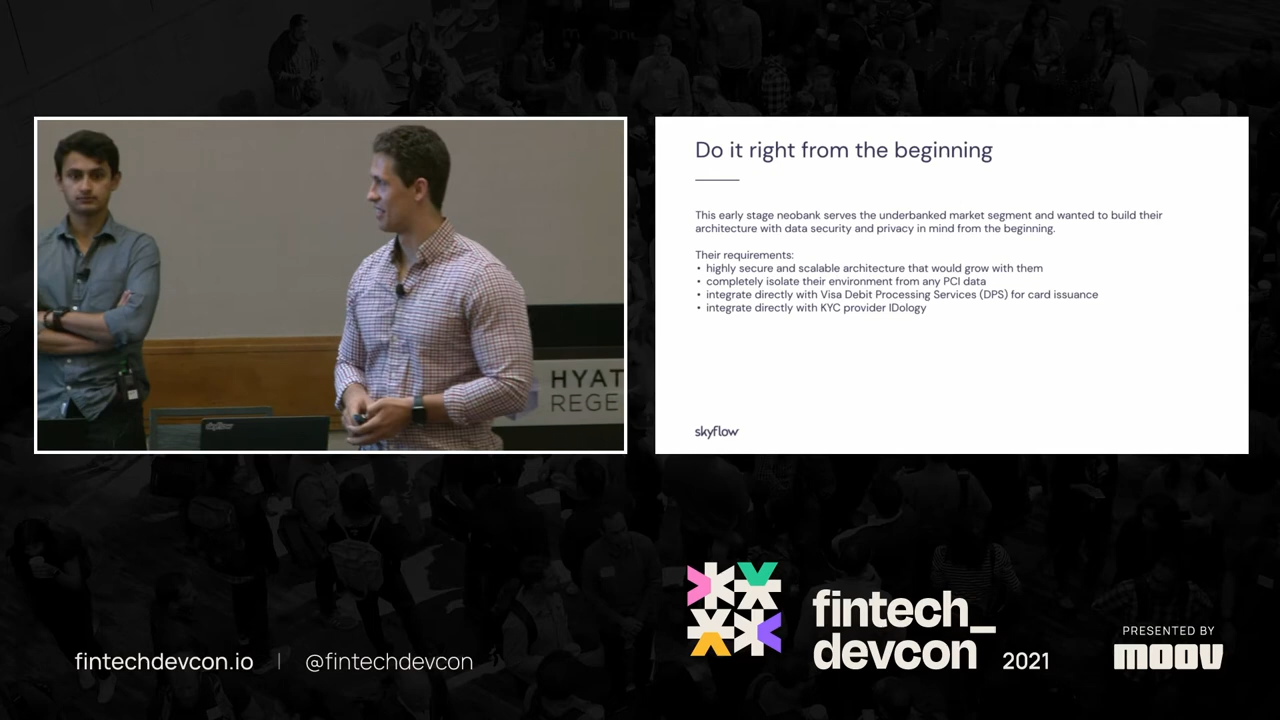 Do it right from the beginning
This early stage neobank serves the underbanked market segment and wanted to build their
architecture with data security and privacy in mind from the beginning.
Their requirements:
• highly secure and scalable architecture that would grow with them
• completely isolate their environment from any PCI data
• integrate directly with Visa Debit Processing Services (DPS) for card issuance
• integrate directly with KYC provider IDology
skyflow
skyflow
HYAT
REGE
fintech_
devcon 2021
PRESENTED BY
moov
fintechdevcon.io | @fintechdevcon